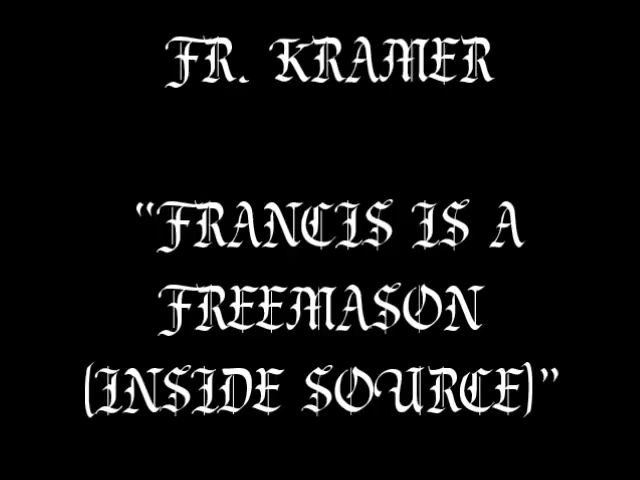 FR. KRAMER
“FRANCIS IS A
FREEMASON
(INSIDE SOURCE)”